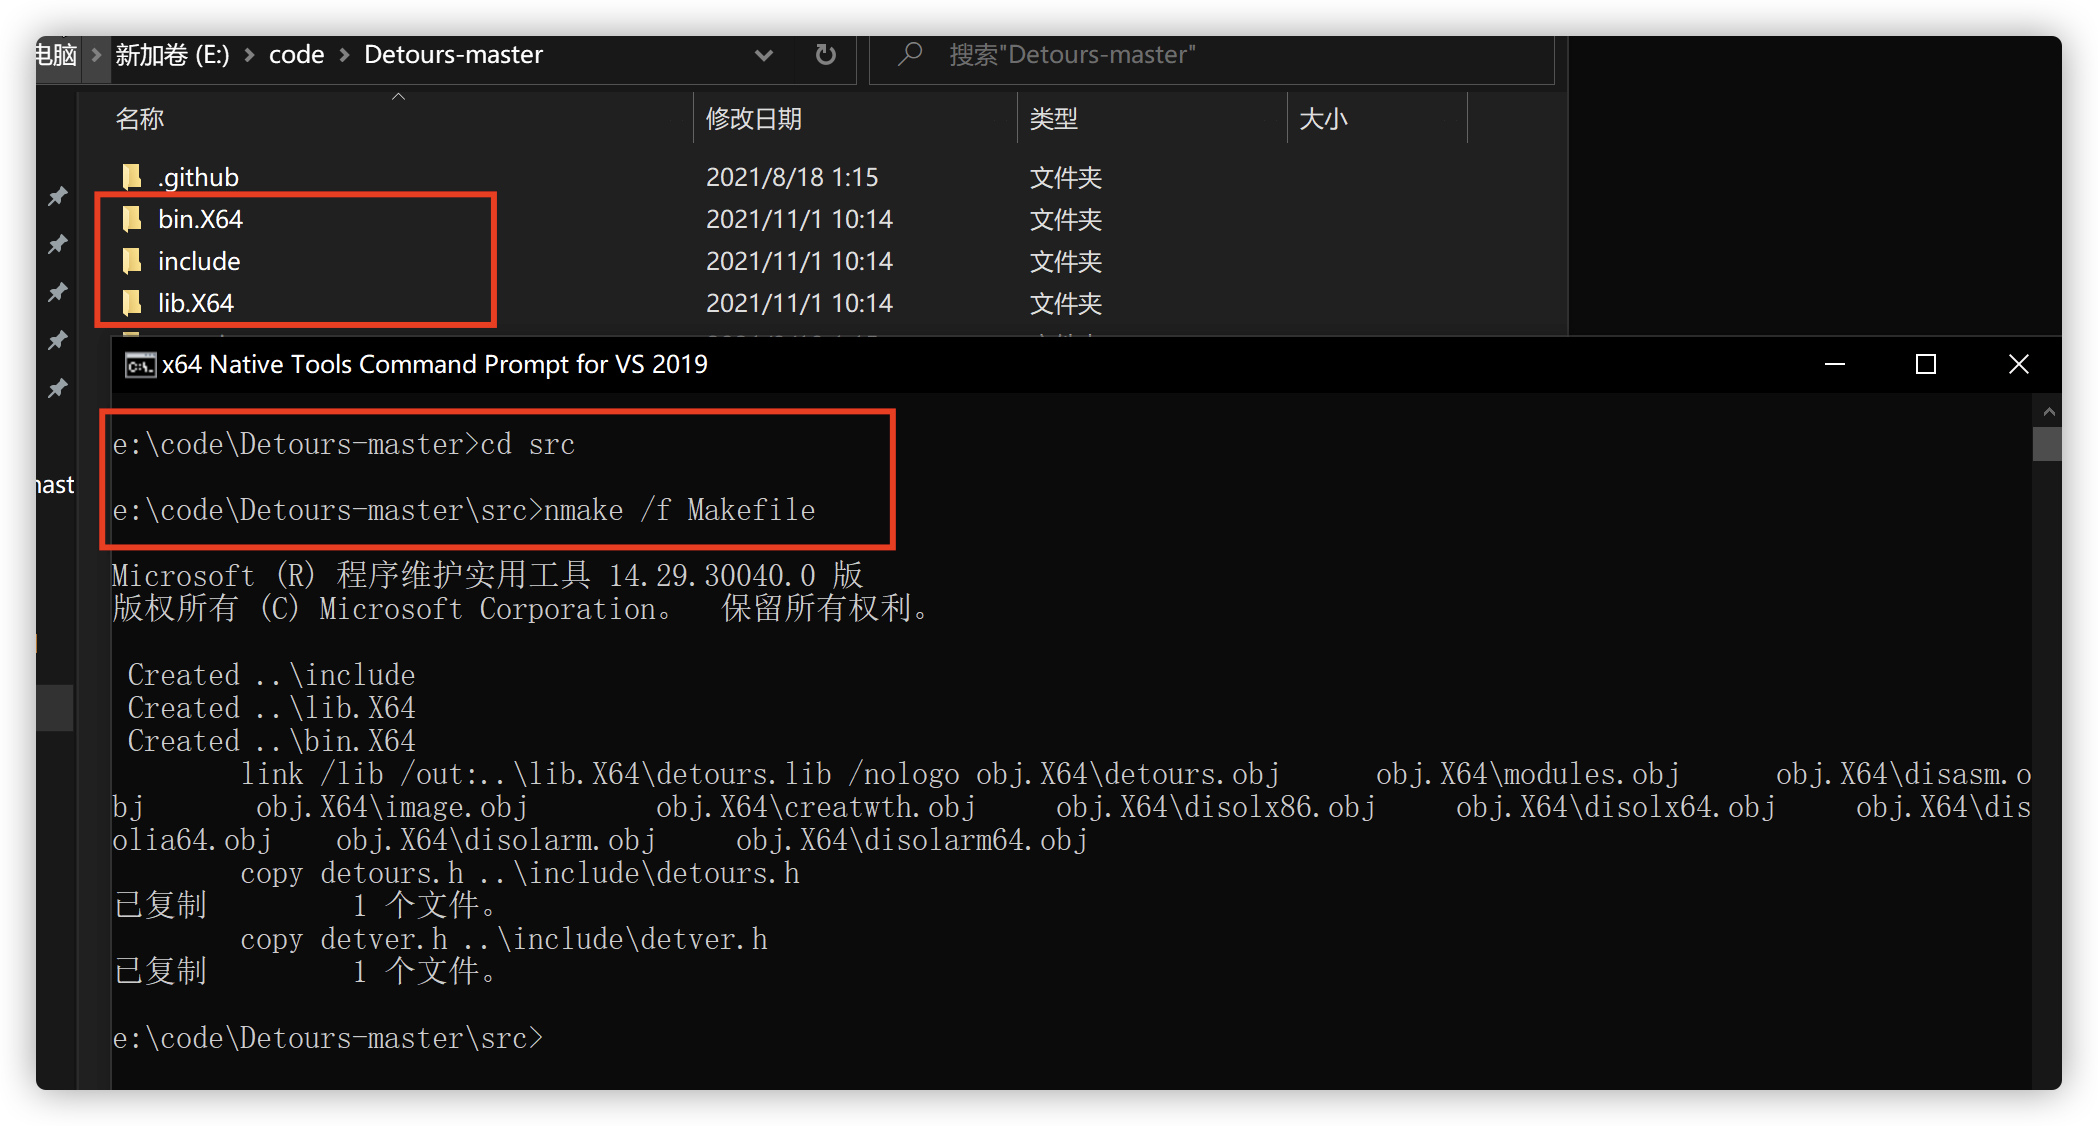 电脑 > 新加卷 (E:) > code > Detours-master
搜索"Detours-master"
名称 修改日期 类型 大小
.github 2021/8/18 1:15 文件夹
bin.X64 2021/11/1 10:14 文件夹
include 2021/11/1 10:14 文件夹
lib.X64 2021/11/1 10:14 文件夹
x64 Native Tools Command Prompt for VS 2019
e:\code\Detours-master>cd src
e:\code\Detours-master\src>nmake /f Makefile
Microsoft (R) 程序维护实用工具 14.29.30040.0 版
版权所有 (C) Microsoft Corporation。  保留所有权利。
Created ..\include
Created ..\lib.X64
Created ..\bin.X64
link /lib /out:..\lib.X64\detours.lib /nologo obj.X64\detours.obj obj.X64\modules.obj obj.X64\disasm.o
bj obj.X64\image.obj obj.X64\creatwth.obj obj.X64\disolx86.obj obj.X64\disolx64.obj obj.X64\dis
olia64.obj obj.X64\disolarm.obj obj.X64\disolarm64.obj
copy detours.h ..\include\detours.h
已复制 1 个文件。
copy detver.h ..\include\detver.h
已复制 1 个文件。
e:\code\Detours-master\src>